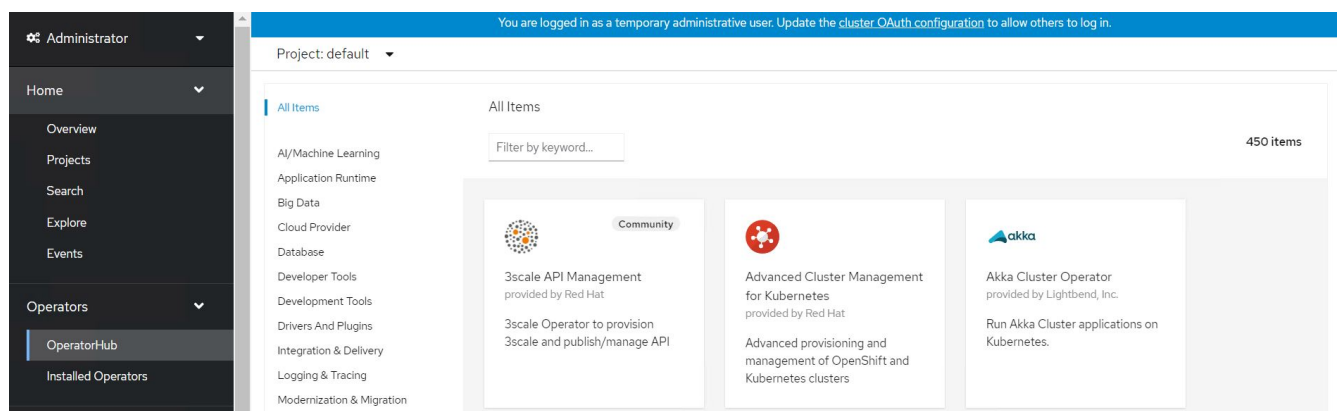 You are logged in as a temporary administrative user. Update the cluster OAuth configuration to allow others to log in.
Administrator
Home
Overview
Projects
Search
Explore
Events
Operators
OperatorHub
Installed Operators
Project: default
All Items
AI/Machine Learning
Application Runtime
Big Data
Cloud Provider
Database
Developer Tools
Development Tools
Drivers And Plugins
Integration & Delivery
Logging & Tracing
Modernization & Migration
All Items
Filter by keyword...
450 items
Community
3scale API Management
provided by Red Hat
3scale Operator to provision
3scale and publish/manage API
Advanced Cluster Management
for Kubernetes
provided by Red Hat
Advanced provisioning and
management of OpenShift and
Kubernetes clusters
akka
Akka Cluster Operator
provided by Lightbend, Inc.
Run Akka Cluster applications on
Kubernetes.